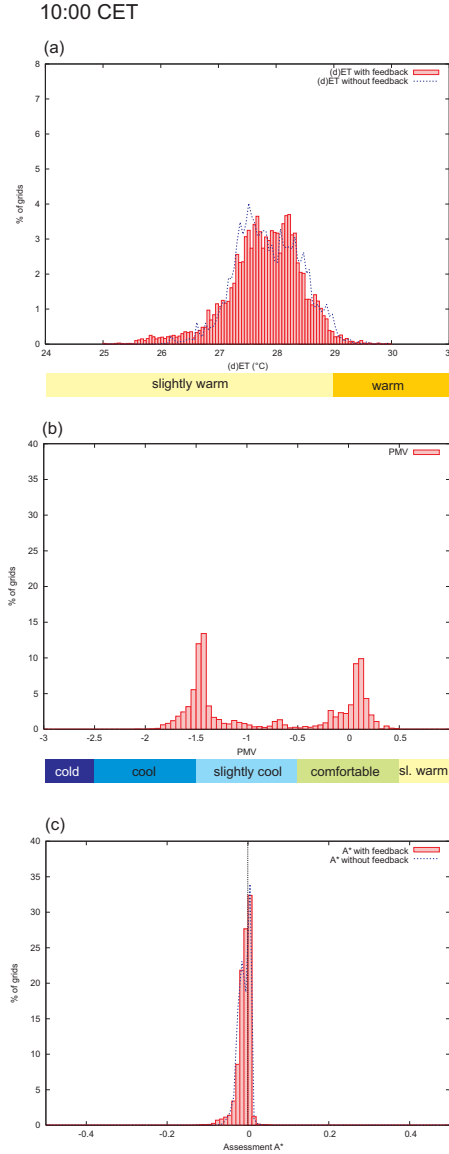 10:00 CET
(a)
(d)ET with feedback
(d)ET without feedback
8
7
6
5
4
3
2
1
0
% of grids
24 25 26 27 28 29 30 3
(d)ET (°C)
slightly warm warm
(b)
PMV
40
35
30
25
20
15
10
5
0
% of grids
-3 -2.5 -2 -1.5 -1 -0.5 0 0.5
PMV
cold cool slightly cool comfortable sl. warm
(c)
A* with feedback
A* without feedback
40
35
30
25
20
15
10
5
0
% of grids
-0.4 -0.2 0 0.2 0.4
Assessment A*